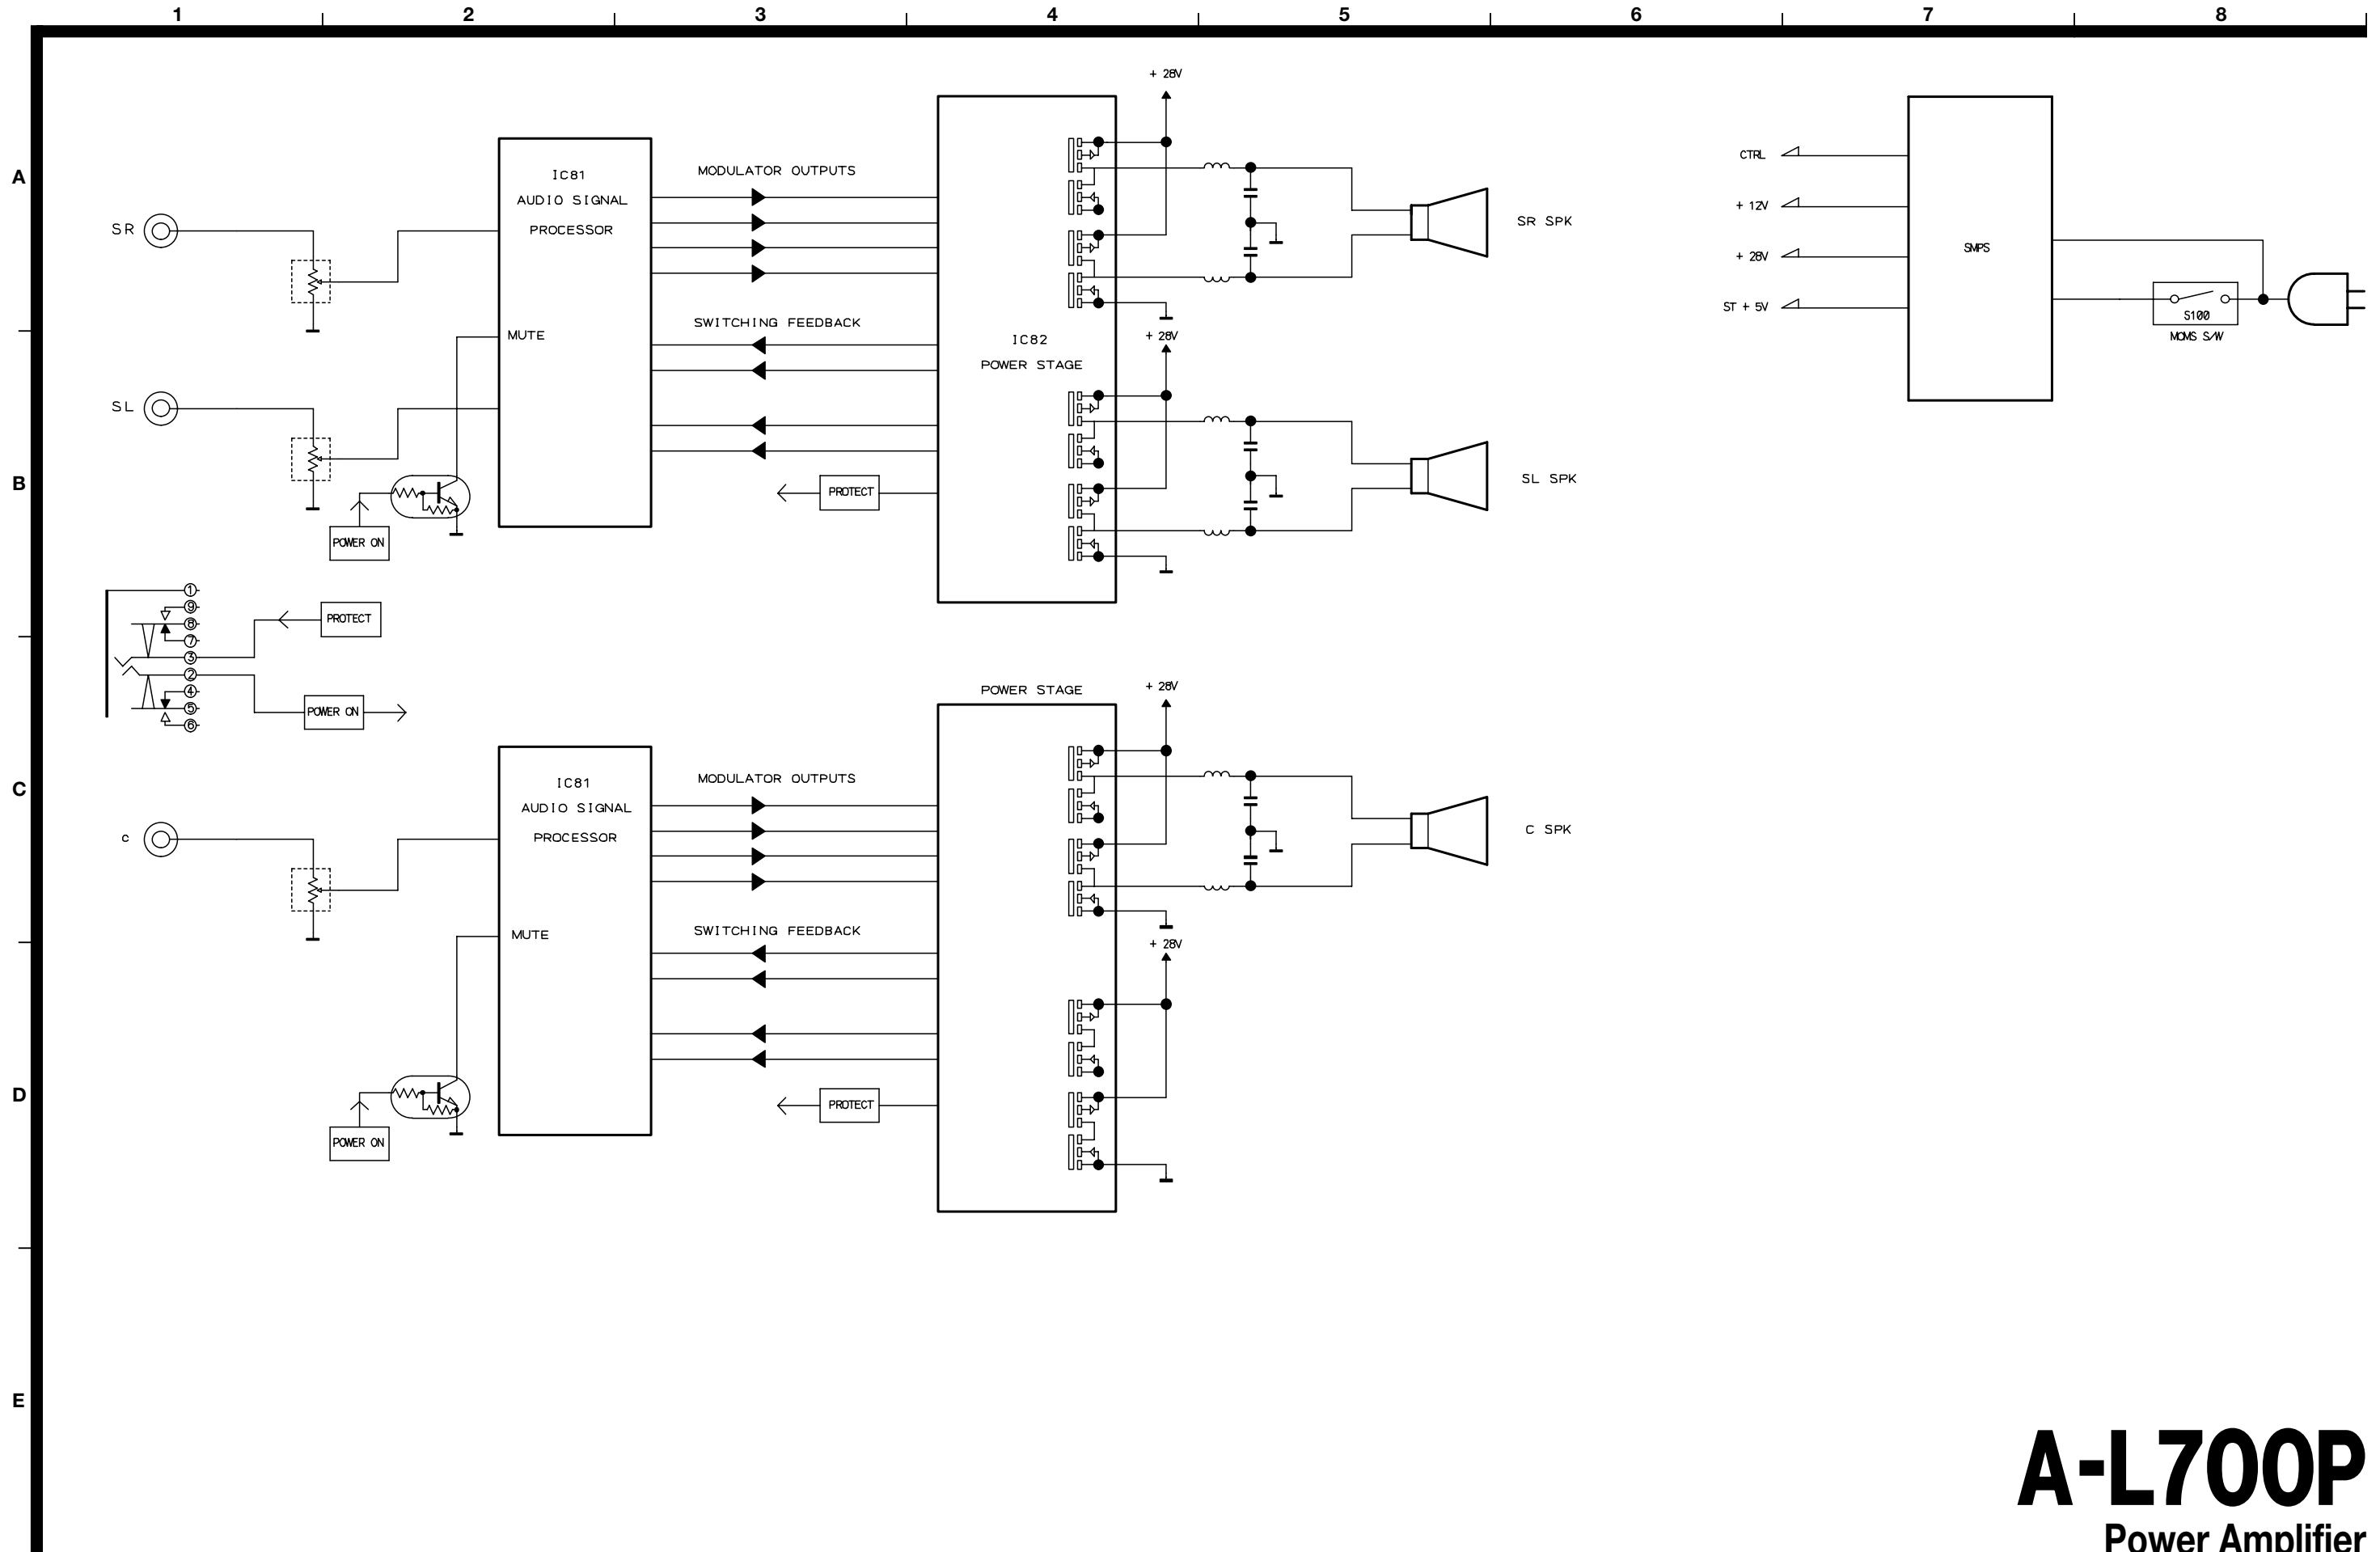 1 2 3 4 5 6 7 8
A
B
C
D
E
SR
SL
IC81
AUDIO SIGNAL
PROCESSOR
MUTE
POWER ON
MODULATOR OUTPUTS
SWITCHING FEEDBACK
PROTECT
IC82
POWER STAGE
+ 28V
+ 28V
SR SPK
SL SPK
CTRL
+ 12V
+ 28V
ST + 5V
SMPS
S100
MOMS S/W
1
9
8
7
3
2
4
5
6
PROTECT
POWER ON
c
IC81
AUDIO SIGNAL
PROCESSOR
MUTE
POWER ON
MODULATOR OUTPUTS
SWITCHING FEEDBACK
PROTECT
POWER STAGE
+ 28V
+ 28V
C SPK
A-L700P
Power Amplifier